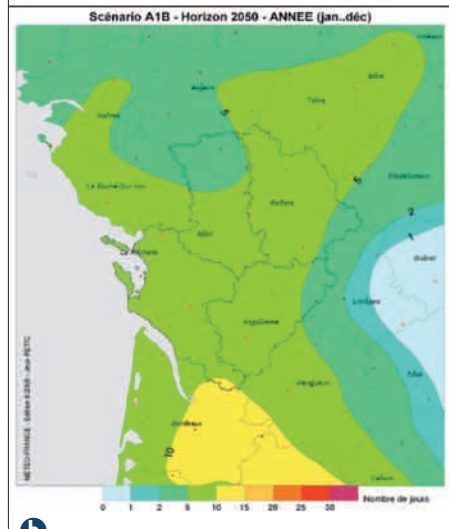 Scénario A1B - Horizon 2050 - ANNEE (jan..déc)
Angers
Tours
Blois
Nantes
5
La Roche-sur-Yon
Poitiers
5
Châteauroux
2
1
Niort
Guéret
La Rochelle
Limoges
Angoulême
Tulle
Périgueux
Bordeaux
10
Cahors
0 1 2 5 10 15 20 25 30
Nombre de jours
b